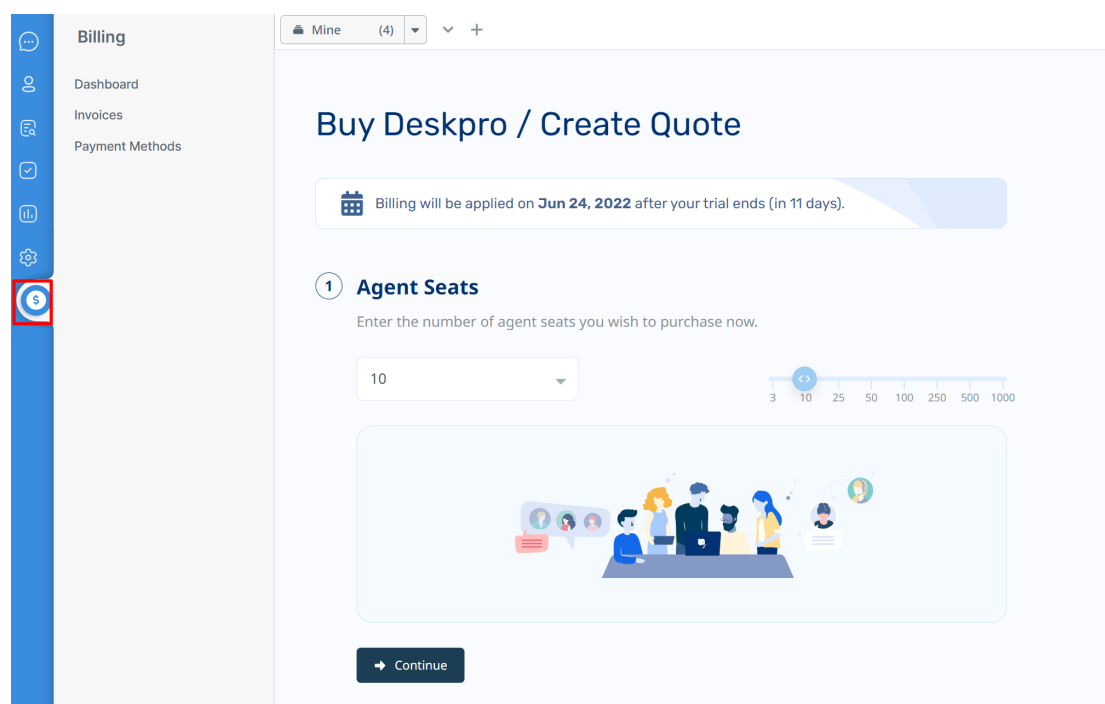 Billing
Dashboard
Invoices
Payment Methods
Mine (4)
Buy Deskpro / Create Quote
Billing will be applied on Jun 24, 2022 after your trial ends (in 11 days).
1 Agent Seats
Enter the number of agent seats you wish to purchase now.
10
3 10 25 50 100 250 500 1000
Continue
$